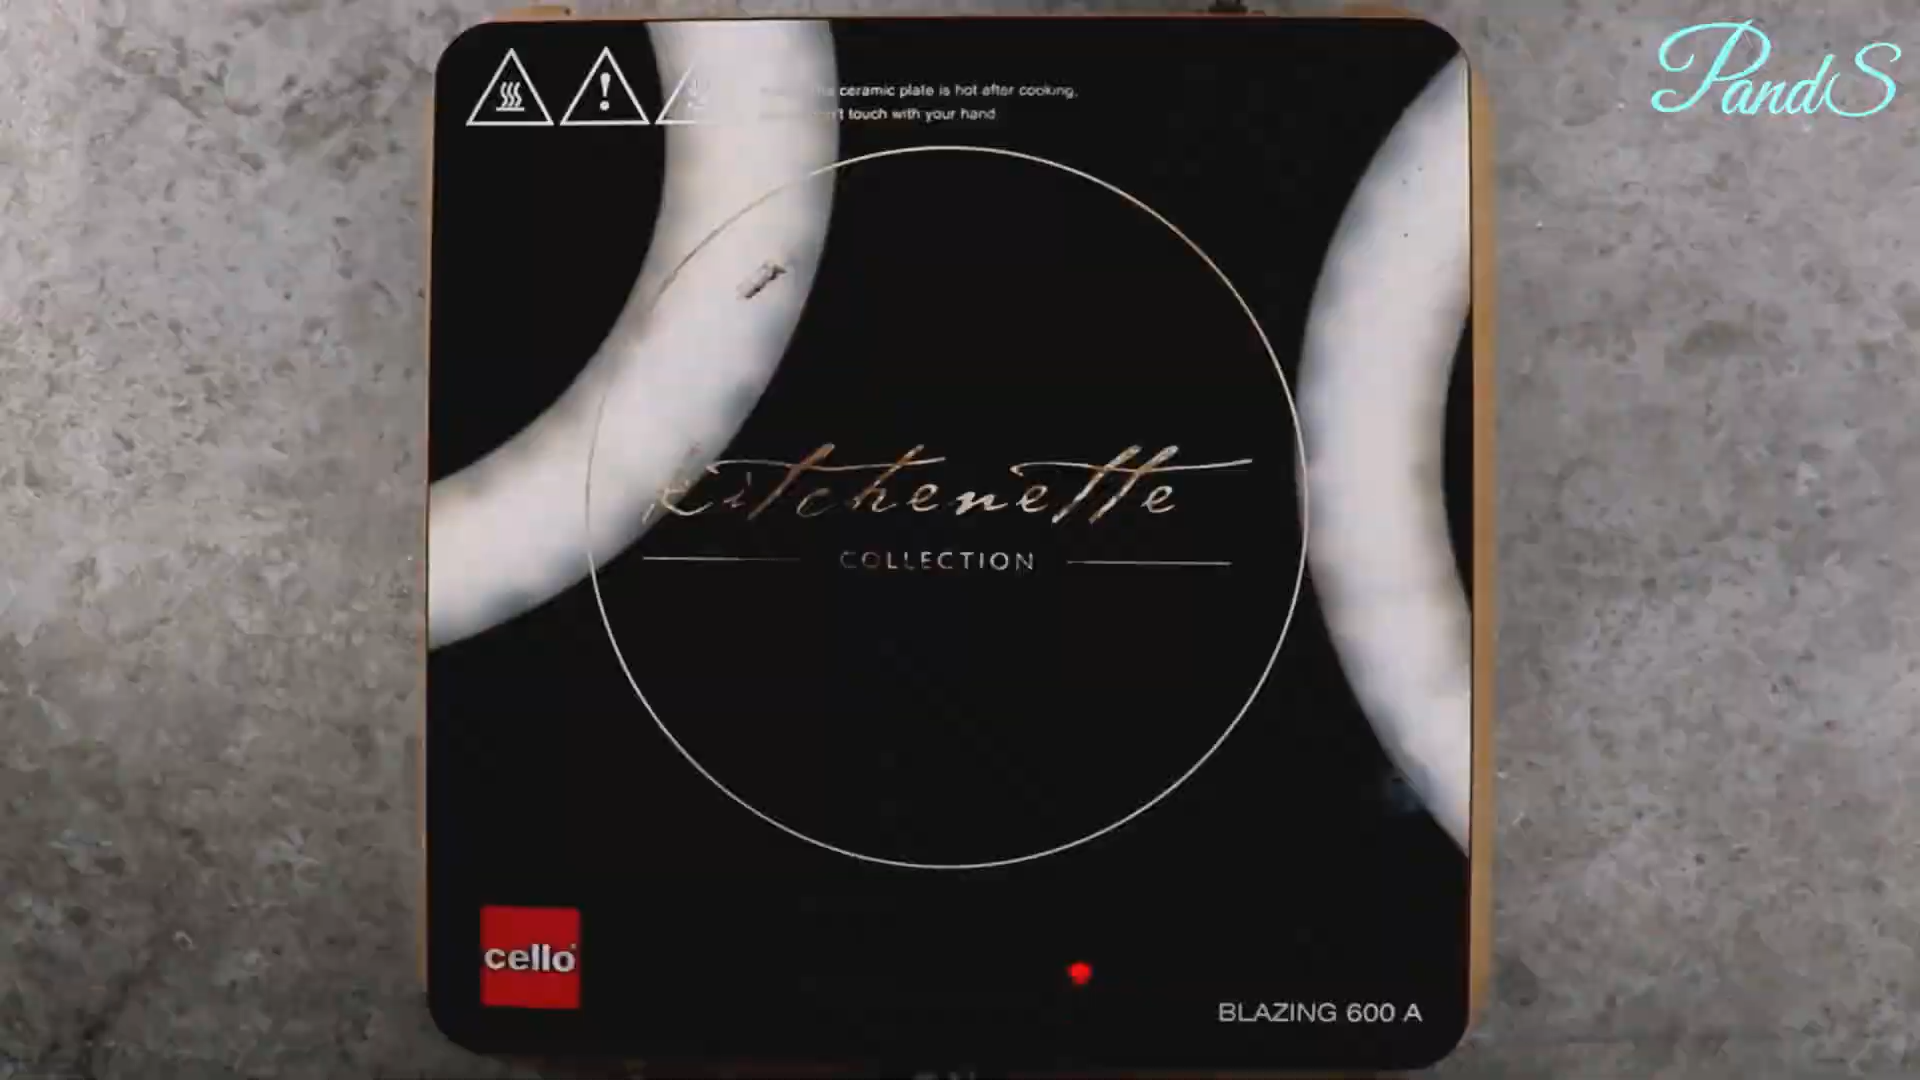 PandS
ceramic plate is hot after cooking,
touch with your hand
Kitchenette
COLLECTION
cello
BLAZING 600 A